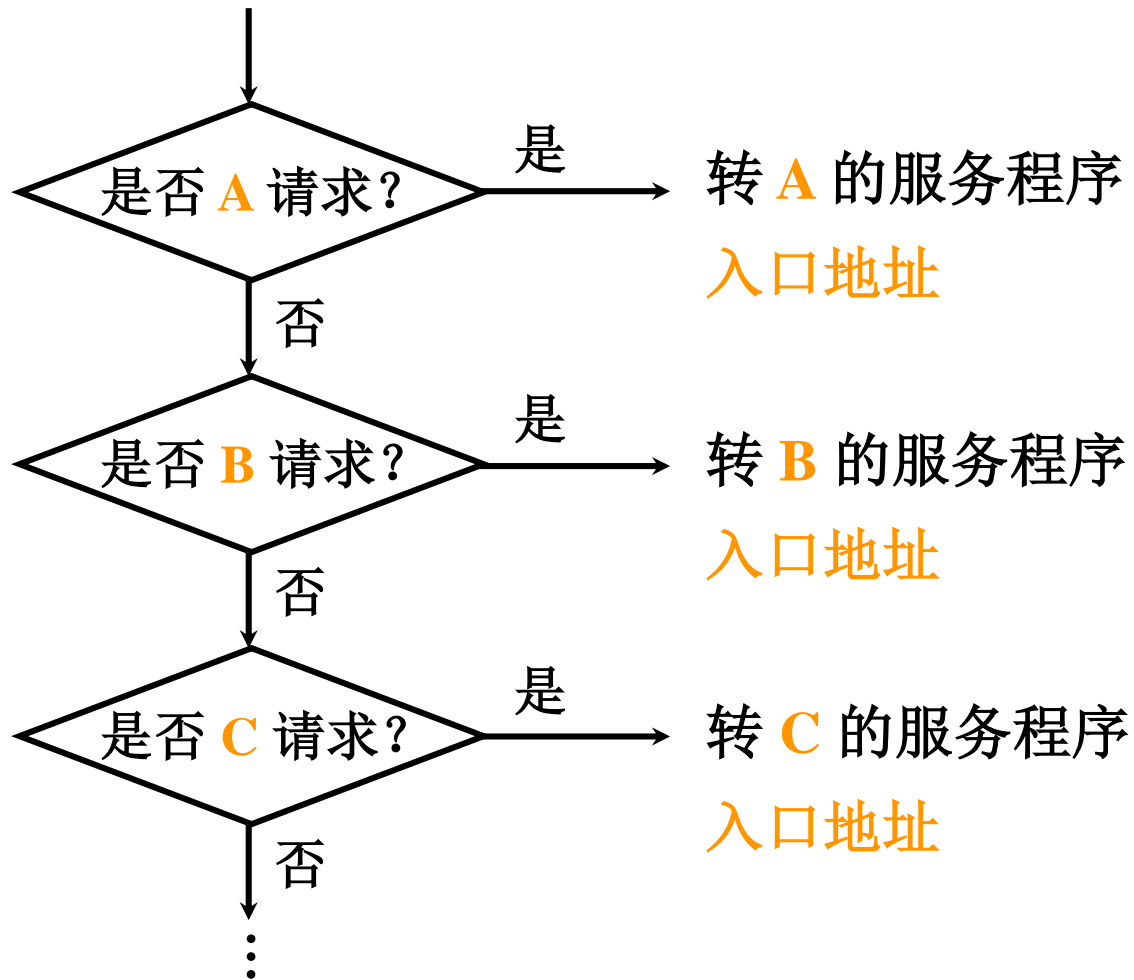 是
是否 A 请求？
转 A 的服务程序
入口地址
否
是
是否 B 请求？
转 B 的服务程序
入口地址
否
是
是否 C 请求？
转 C 的服务程序
入口地址
否
⋮